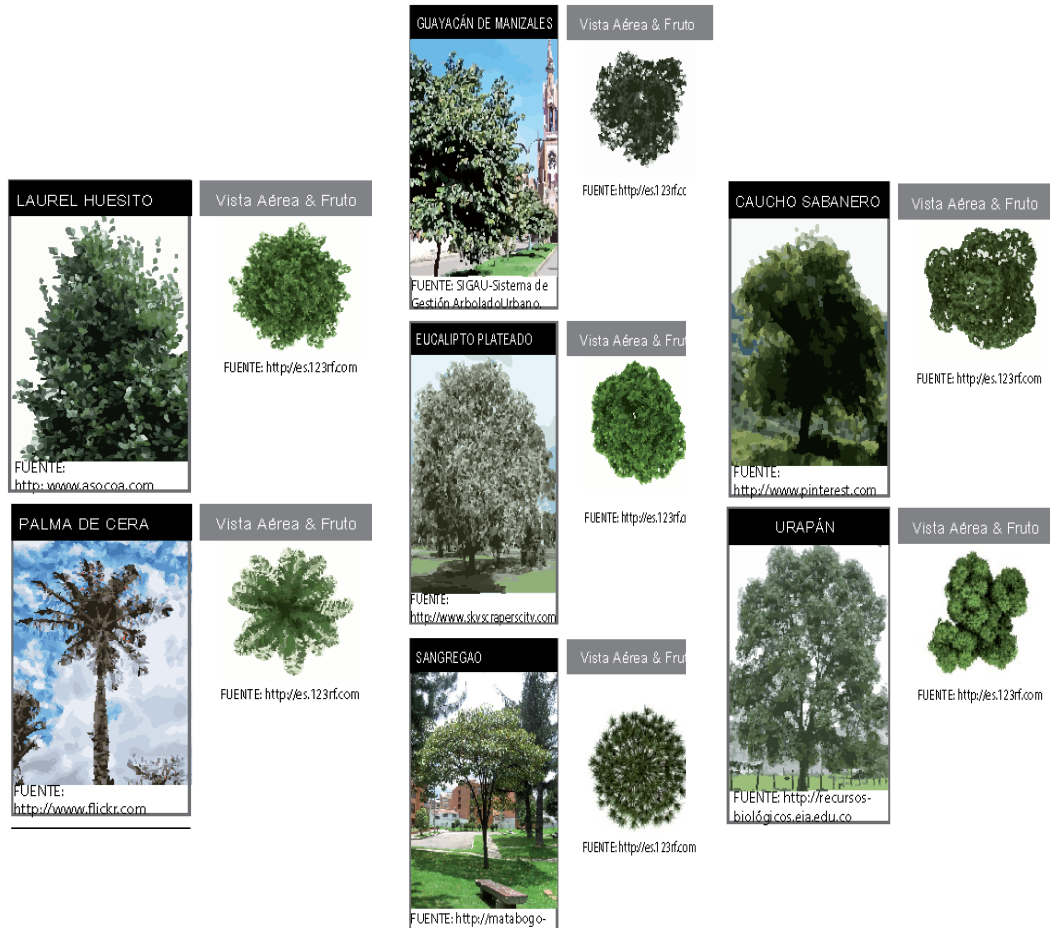 LAUREL HUESITO
Vista Aérea & Fruto
FUENTE: http://es.123rf.com
FUENTE:
http: www.asocoa.com
PALMA DE CERA
Vista Aérea & Fruto
FUENTE: http://es.123rf.com
FUENTE:
http://www.flickr.com
GUAYACÁN DE MANIZALES
Vista Aérea & Fruto
FUENTE: http://es.123rf.cc
FUENTE: SIGAU-Sistema de
Gestión ArboladoUrbano.
EUCALIPTO PLATEADO
Vista Aérea & Frut
FUENTE: http://es.123rf.c
FUENTE:
http://www.skyscraperscity.com
SANGREGAO
Vista Aérea & Frut
FUENTE: http://es.123rf.com
FUENTE: http://matabogo-
CAUCHO SABANERO
Vista Aérea & Fruto
FUENTE: http://es.123rf.com
FUENTE:
http://www.pinterest.com
URAPÁN
Vista Aérea & Fruto
FUENTE: http://es.123rf.com
FUENTE: http://recursos-
biológicos.eia.edu.co